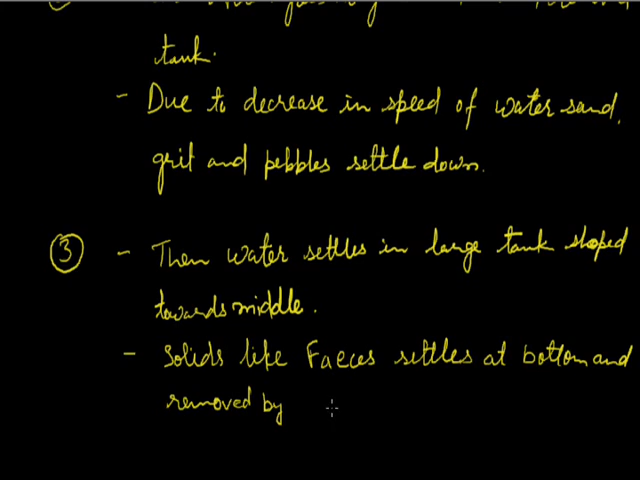 tank.
- Due to decrease in speed of water sand,
grit and pebbles settle down.
③ - Then water settles in large tank sloped
towards middle.
- Solids like Faeces settles at bottom and
removed by